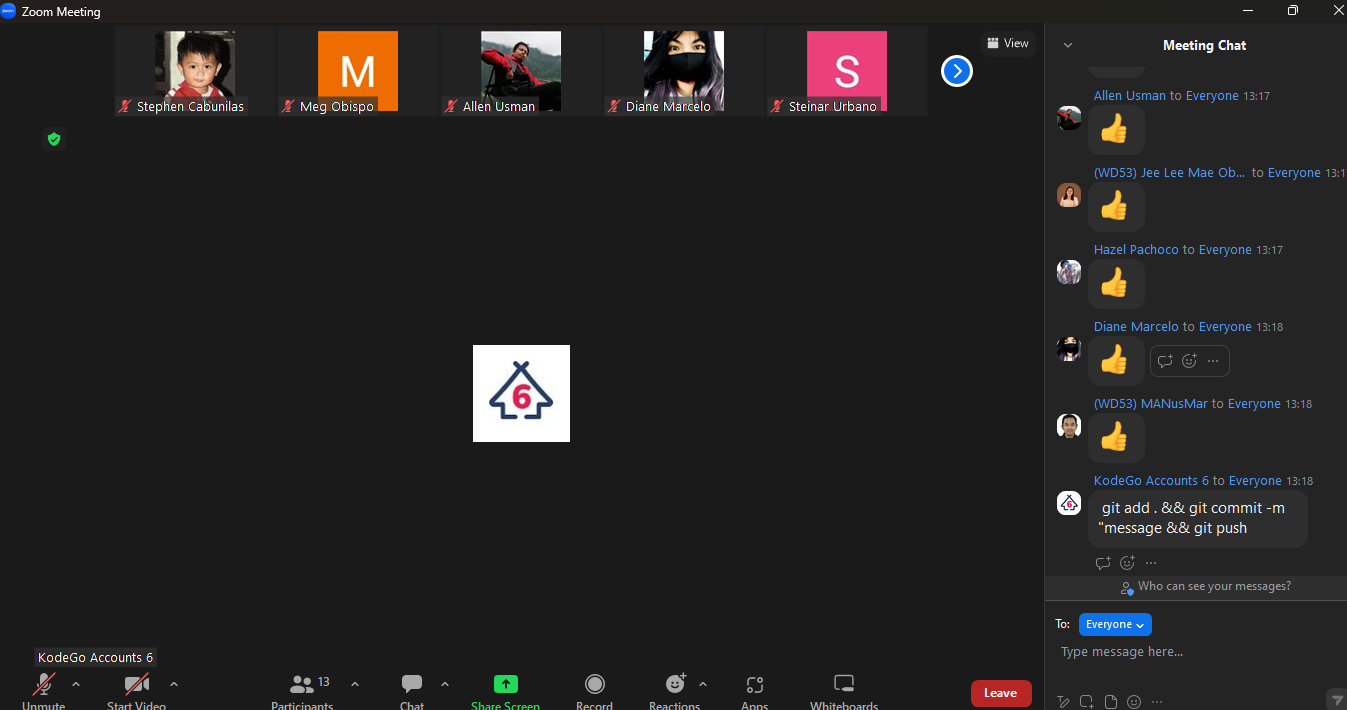 Zoom Meeting
Stephen Cabunilas
M
Meg Obispo
Allen Usman
Diane Marcelo
S
Steinar Urbano
View
6
KodeGo Accounts 6
Unmute
Start Video
13
Participants
Chat
Share Screen
Record
Reactions
Apps
Whiteboards
Leave
Meeting Chat
Allen Usman to Everyone 13:17
(WD53) Jee Lee Mae Ob... to Everyone 13:1
Hazel Pachoco to Everyone 13:17
Diane Marcelo to Everyone 13:18
(WD53) MANusMar to Everyone 13:18
KodeGo Accounts 6 to Everyone 13:18
6
git add . && git commit -m
"message && git push
Who can see your messages?
To: Everyone
Type message here...